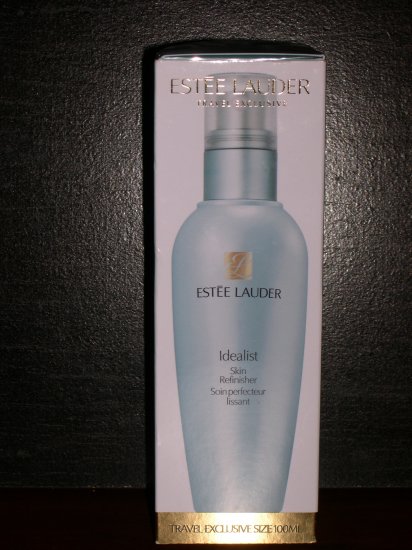 ESTĒE LAUDER
TRAVEL EXCLUSIVE
ESTĒE LAUDER
Idealist
Skin
Refinisher
Soin perfecteur
lissant
TRAVEL EXCLUSIVE SIZE 100ML